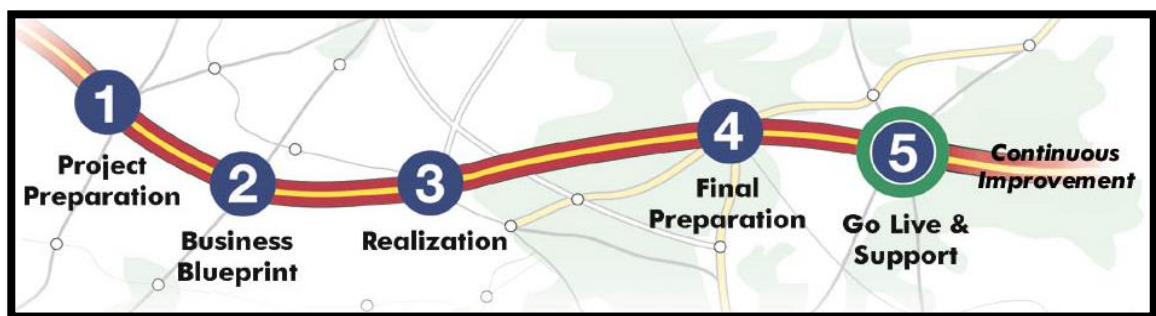 1
Project
Preparation
2
Business
Blueprint
3
Realization
4
Final
Preparation
5
Go Live &
Support
Continuous
Improvement